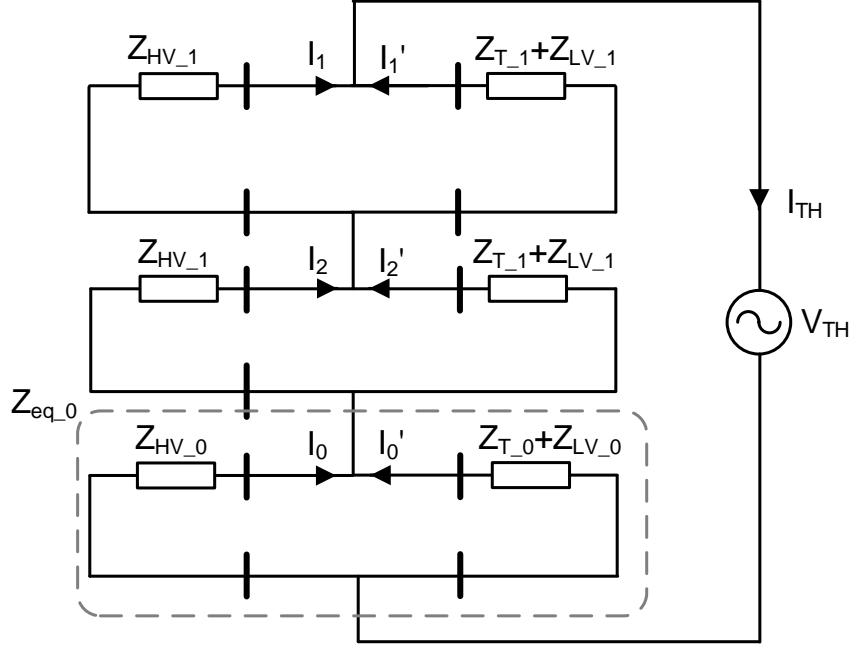 Z_HV_1 I_1 I_1' Z_T_1+Z_LV_1
I_TH
Z_HV_1 I_2 I_2' Z_T_1+Z_LV_1
V_TH
Z_eq_0
Z_HV_0 I_0 I_0' Z_T_0+Z_LV_0